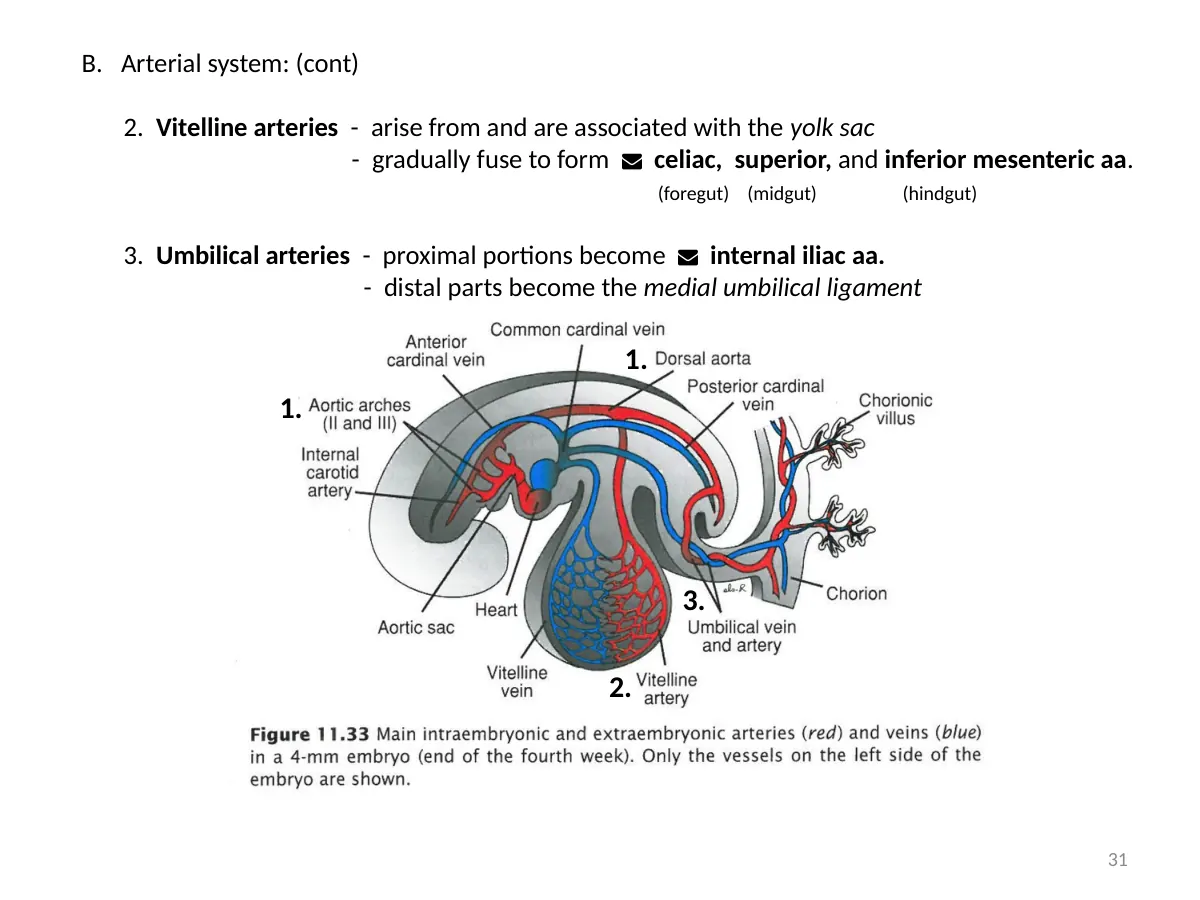 B. Arterial system: (cont)
2. Vitelline arteries - arise from and are associated with the yolk sac
- gradually fuse to form celiac, superior, and inferior mesenteric aa.
(foregut) (midgut) (hindgut)
3. Umbilical arteries - proximal portions become internal iliac aa.
- distal parts become the medial umbilical ligament
Common cardinal vein
Anterior
cardinal vein
1. Dorsal aorta
Posterior cardinal
vein
Chorionic
villus
1. Aortic arches
(II and III)
Internal
carotid
artery
Chorion
Heart
3.
Aortic sac
Umbilical vein
and artery
Vitelline
vein
2. Vitelline
artery
Figure 11.33 Main intraembryonic and extraembryonic arteries (red) and veins (blue)
in a 4-mm embryo (end of the fourth week). Only the vessels on the left side of the
embryo are shown.
31